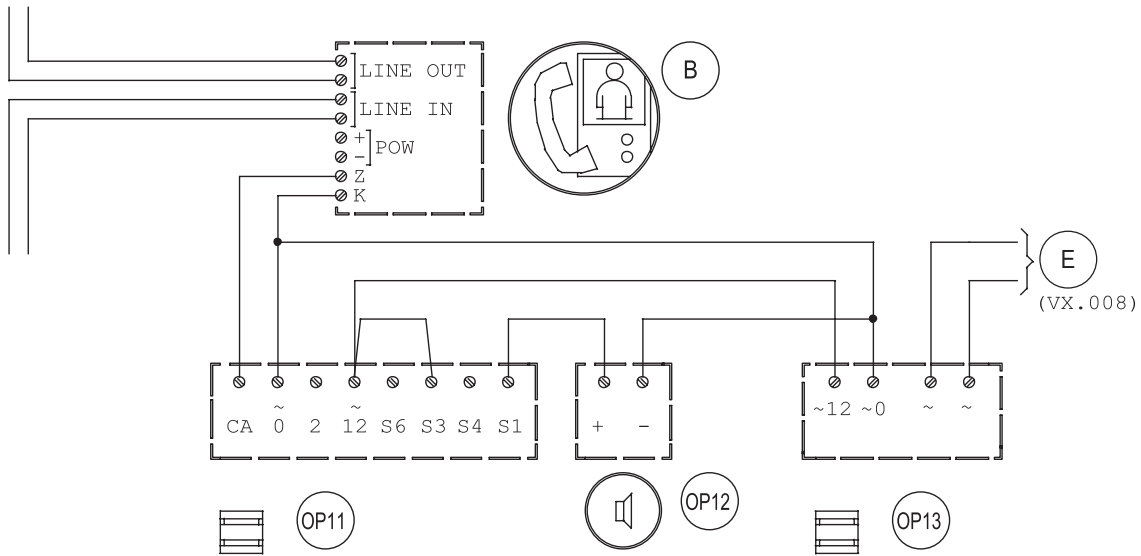 LINE OUT
B
LINE IN
+
- POW
Z
K
E
(VX.008)
~ ~
CA 0 2 12 S6 S3 S4 S1
+ -
~12 ~0 ~ ~
OP11
OP12
OP13